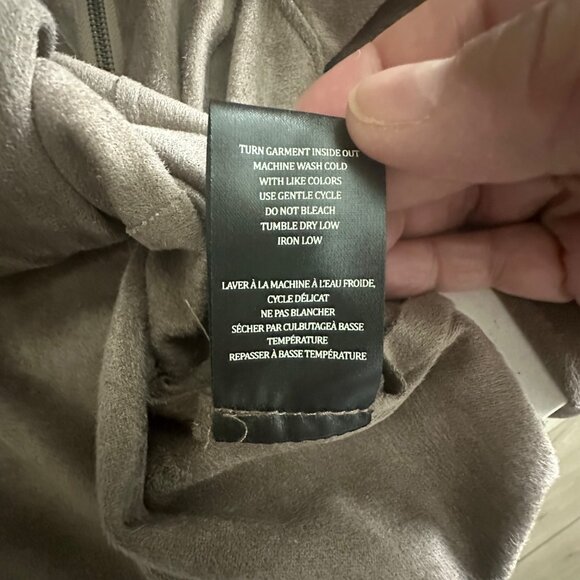 TURN GARMENT INSIDE OUT
MACHINE WASH COLD
WITH LIKE COLORS
USE GENTLE CYCLE
DO NOT BLEACH
TUMBLE DRY LOW
IRON LOW
LAVER À LA MACHINE À L'EAU FROIDE,
CYCLE DÉLICAT
NE PAS BLANCHER
SÉCHER PAR CULBUTAGEÀ BASSE
TEMPÉRATURE
REPASSER À BASSE TEMPÉRATURE